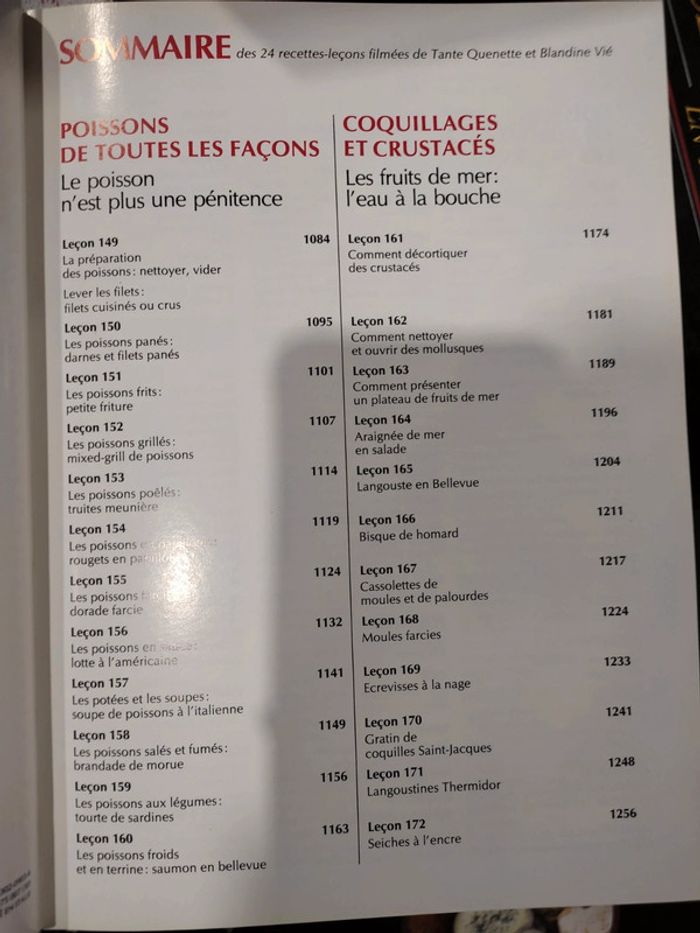 SOMMAIRE des 24 recettes-leçons filmées de Tante Quenette et Blandine Vié
POISSONS
DE TOUTES LES FAÇONS
Le poisson
n'est plus une pénitence
Leçon 149 1084
La préparation
des poissons: nettoyer, vider
Lever les filets:
filets cuisinés ou crus
Leçon 150 1095
Les poissons panés:
darnes et filets panés
Leçon 151 1101
Les poissons frits:
petite friture
Leçon 152 1107
Les poissons grillés:
mixed-grill de poissons
Leçon 153 1114
Les poissons poêlés:
truites meunière
Leçon 154 1119
Les poissons
rougets en
Leçon 155 1124
Les poissons
dorade farcie
Leçon 156 1132
Les poissons en
lotte à l'américaine
Leçon 157 1141
Les potées et les soupes:
soupe de poissons à l'italienne
Leçon 158 1149
Les poissons salés et fumés:
brandade de morue
Leçon 159 1156
Les poissons aux légumes:
tourte de sardines
Leçon 160 1163
Les poissons froids
et en terrine: saumon en bellevue
COQUILLAGES
ET CRUSTACÉS
Les fruits de mer:
l'eau à la bouche
Leçon 161 1174
Comment décortiquer
des crustacés
Leçon 162 1181
Comment nettoyer
et ouvrir des mollusques
Leçon 163 1189
Comment présenter
un plateau de fruits de mer
Leçon 164 1196
Araignée de mer
en salade
Leçon 165 1204
Langouste en Bellevue
Leçon 166 1211
Bisque de homard
Leçon 167 1217
Cassolettes de
moules et de palourdes
Leçon 168 1224
Moules farcies
Leçon 169 1233
Ecrevisses à la nage
Leçon 170 1241
Gratin de
coquilles Saint-Jacques
Leçon 171 1248
Langoustines Thermidor
Leçon 172 1256
Seiches à l'encre